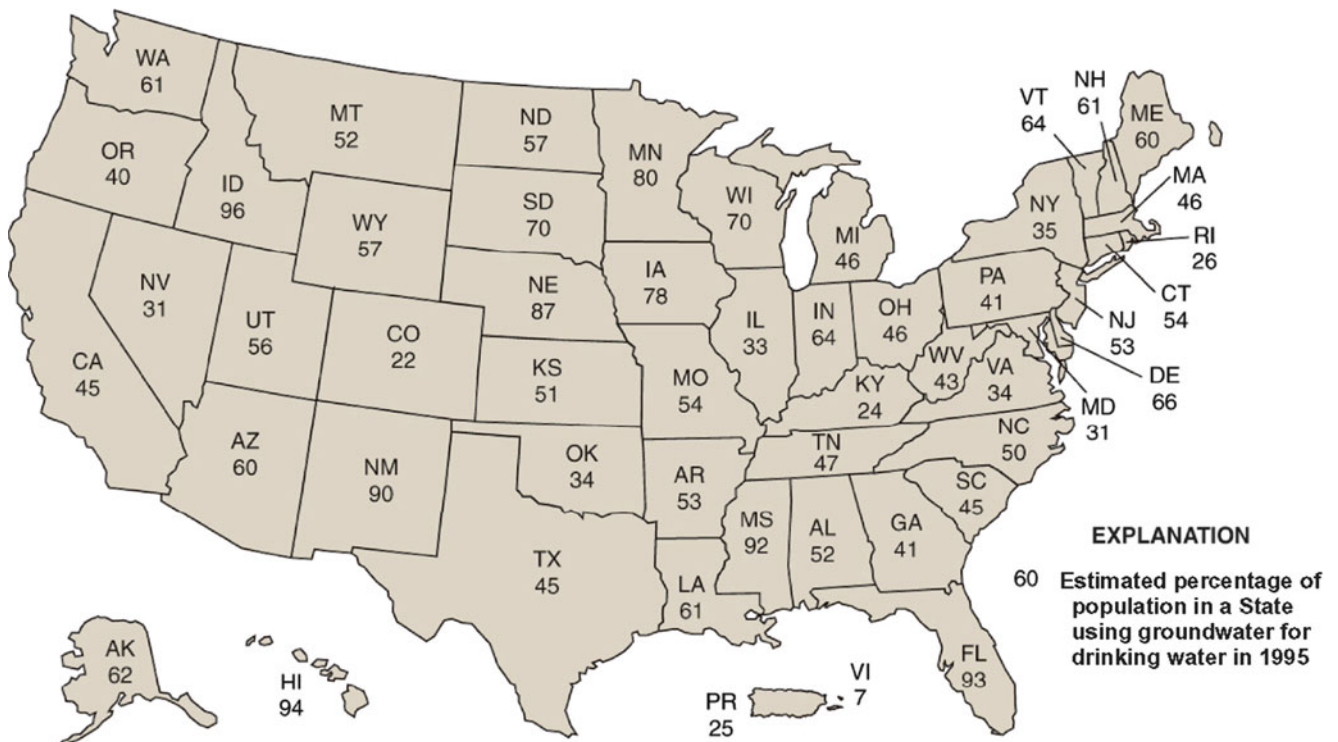 WA
61
MT
52
ND
57
MN
80
OR
40
ID
96
WY
57
SD
70
WI
70
MI
46
VT
64
NH
61
ME
60
MA
46
NY
35
RI
26
CT
54
NV
31
UT
56
CO
22
NE
87
IA
78
IL
33
IN
64
OH
46
PA
41
NJ
53
DE
66
MD
31
CA
45
KS
51
MO
54
KY
24
WV
43
VA
34
AZ
60
NM
90
OK
34
AR
53
TN
47
NC
50
SC
45
TX
45
LA
61
MS
92
AL
52
GA
41
FL
93
AK
62
HI
94
PR
25
VI
7
EXPLANATION
60 Estimated percentage of
population in a State
using groundwater for
drinking water in 1995